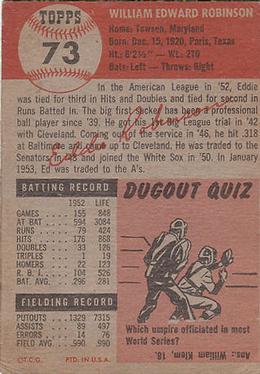 TOPPS
73
WILLIAM EDWARD ROBINSON
Home: Towson, Maryland
Born: Dec. 15, 1920, Paris, Texas
Ht.: 6'2½" — Wt.:
Bats: Left – Throws: Right
In the American League in '52, Eddie
was tied for third in Hits and Doubles and tied for second in
Runs Batted In. The big first sacker has been a professional
ball player since '39. He got his 1st Big League trial in '42
with Cleveland. Coming out of the service in '46, he hit .318
at Baltimore and came up to Cleveland. He was traded to the
Senators in '48 and joined the White Sox in '50. In January
1953, Ed was traded to the A's.
Eddie Robinson
BATTING RECORD
1952 LIFE
GAMES 155 848
AT BAT 594 3084
RUNS 79 424
HITS 176 868
DOUBLES 33 126
TRIPLES 1 19
HOMERS 22 123
R. B. I. 104 526
BAT. AVG. .296 .281
FIELDING RECORD
PUTOUTS 1329 7315
ASSISTS 89 497
ERRORS 14 76
FIELD AVG. .990 .990
©T.C.G. PTD. IN U.S.A.
DUGOUT QUIZ
Which umpire officiated in most
World Series?
Ans: William Klem, 18.